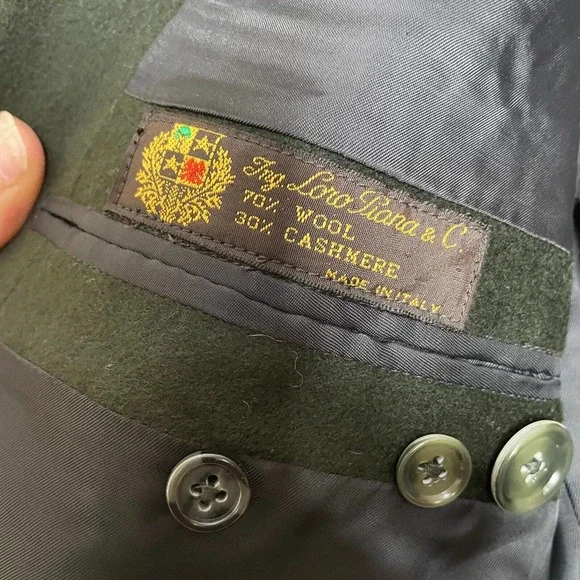 Ing Loro Piana & C.
70% WOOL
30% CASHMERE
MADE IN ITALY